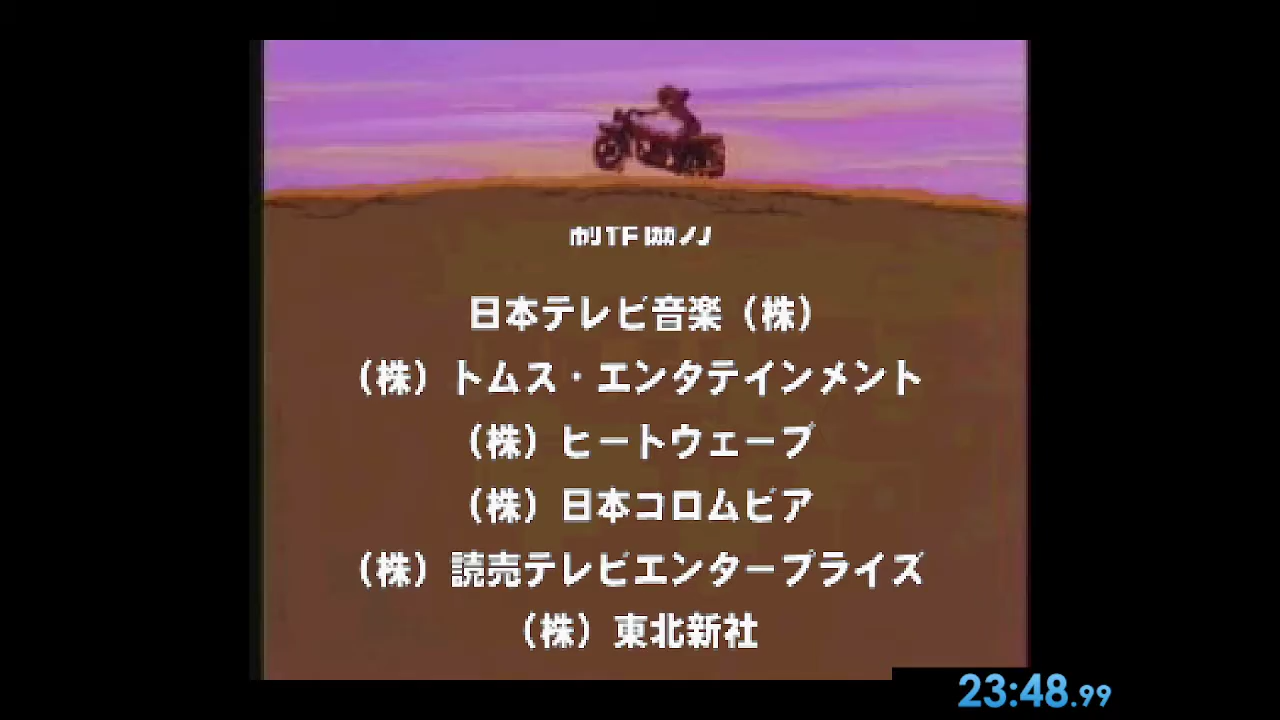 日本テレビ音楽（株）
（株）トムス・エンタテインメント
（株）ヒートウェーブ
（株）日本コロムビア
（株）読売テレビエンタープライズ
（株）東北新社
23:48.99